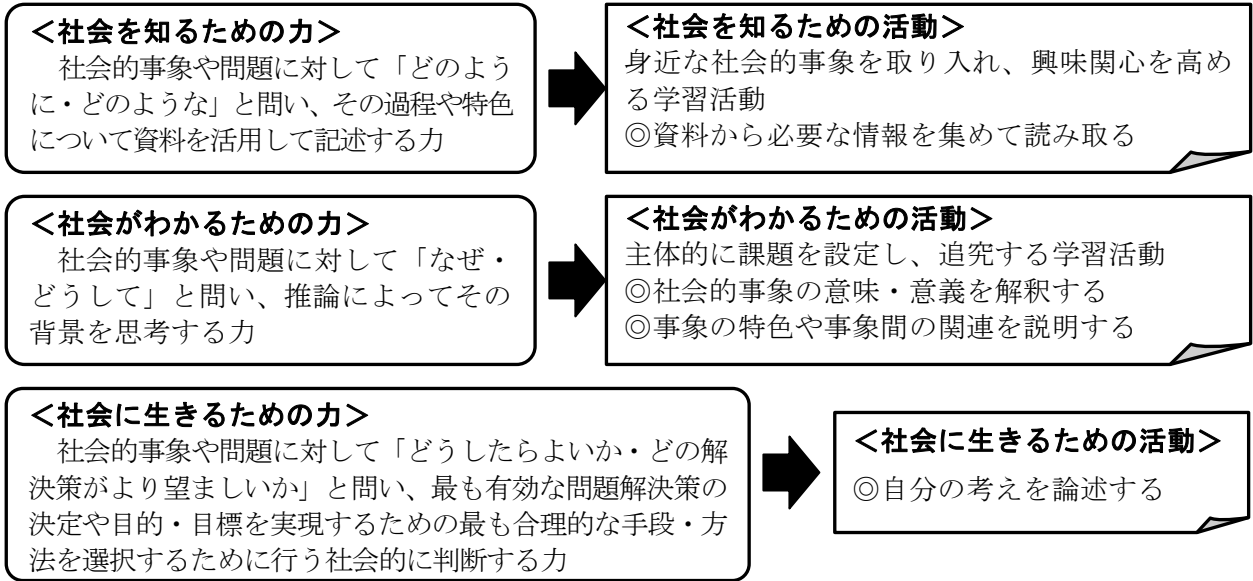 ＜社会を知るための力＞
社会的事象や問題に対して「どのよう
に・どのような」と問い、その過程や特色
について資料を活用して記述する力
＜社会を知るための活動＞
身近な社会的事象を取り入れ、興味関心を高め
る学習活動
◎資料から必要な情報を集めて読み取る
＜社会がわかるための力＞
社会的事象や問題に対して「なぜ・
どうして」と問い、推論によってその
背景を思考する力
＜社会がわかるための活動＞
主体的に課題を設定し、追究する学習活動
◎社会的事象の意味・意義を解釈する
◎事象の特色や事象間の関連を説明する
＜社会に生きるための力＞
社会的事象や問題に対して「どうしたらよいか・どの解
決策がより望ましいか」と問い、最も有効な問題解決策の
決定や目的・目標を実現するための最も合理的な手段・方
法を選択するために行う社会的に判断する力
＜社会に生きるための活動＞
◎自分の考えを論述する